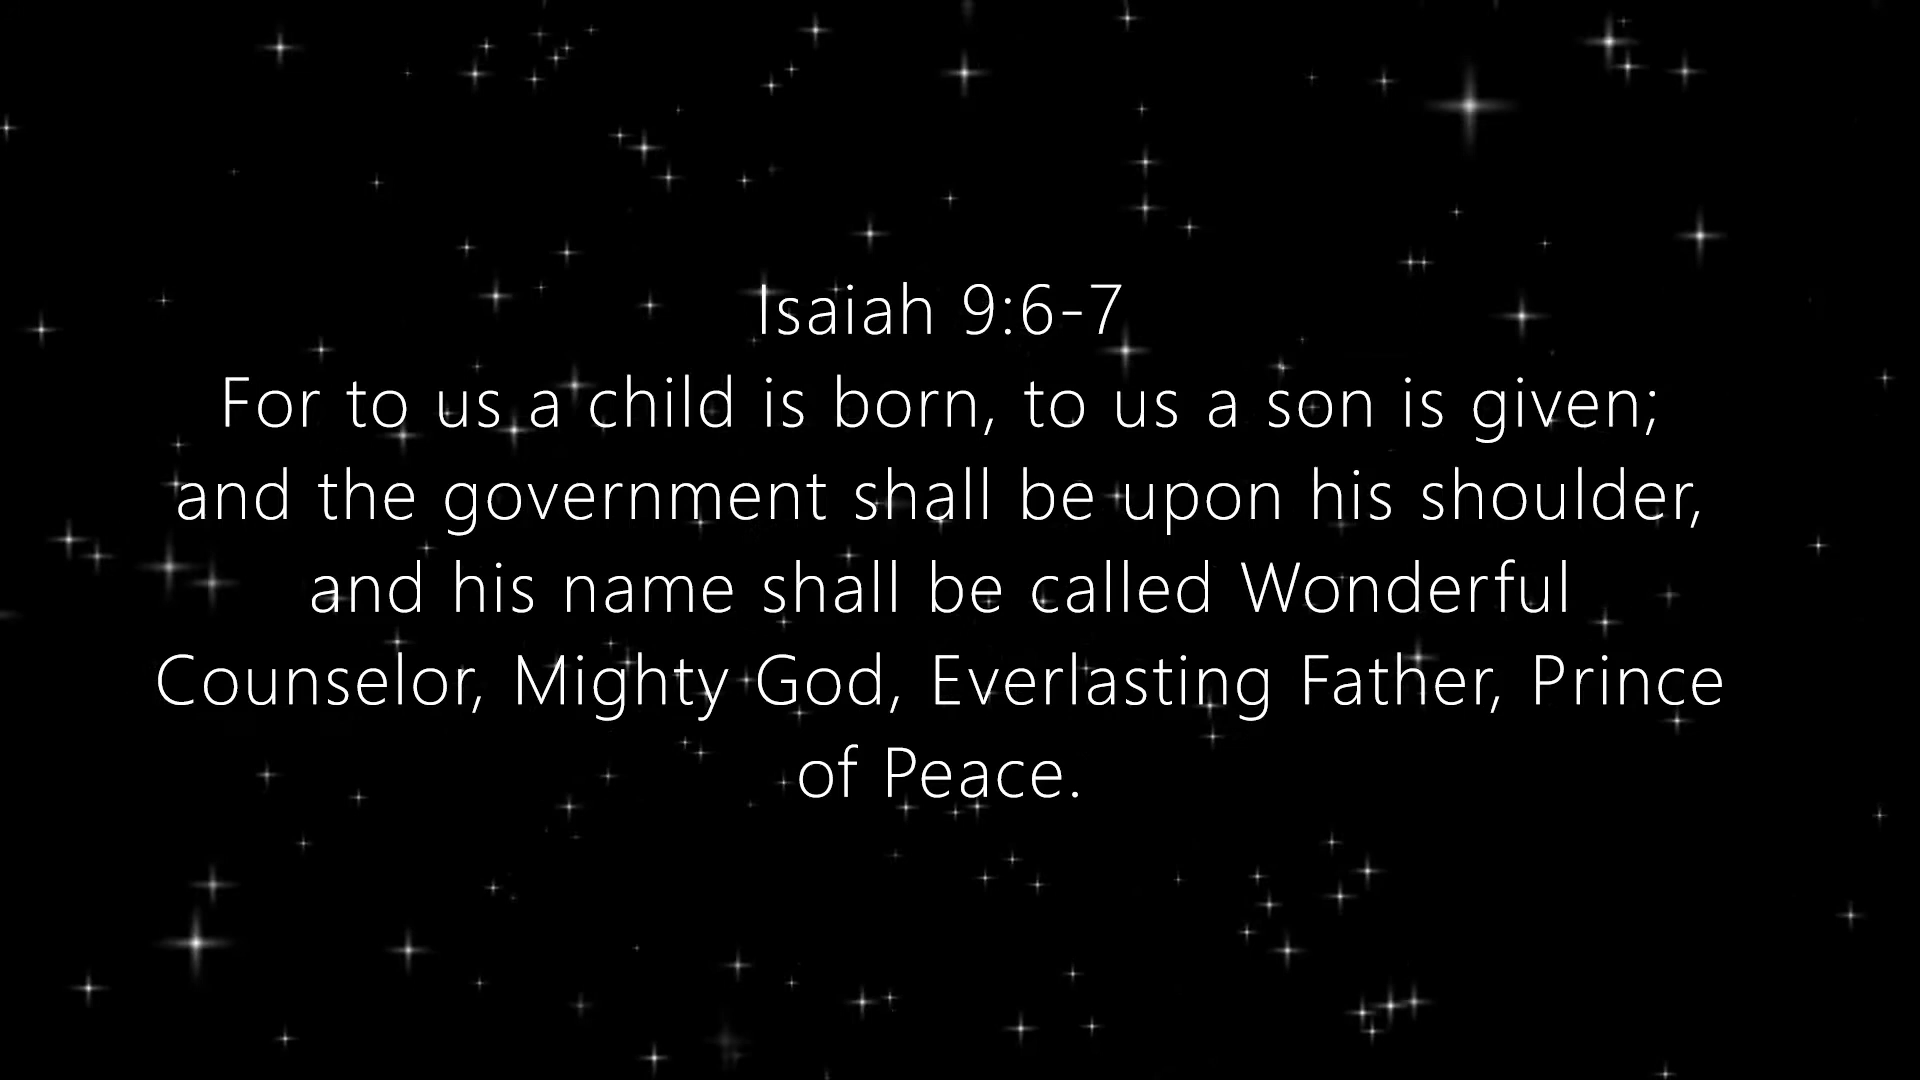 Isaiah 9:6-7
For to us a child is born, to us a son is given;
and the government shall be upon his shoulder,
and his name shall be called Wonderful
Counselor, Mighty God, Everlasting Father, Prince
of Peace.